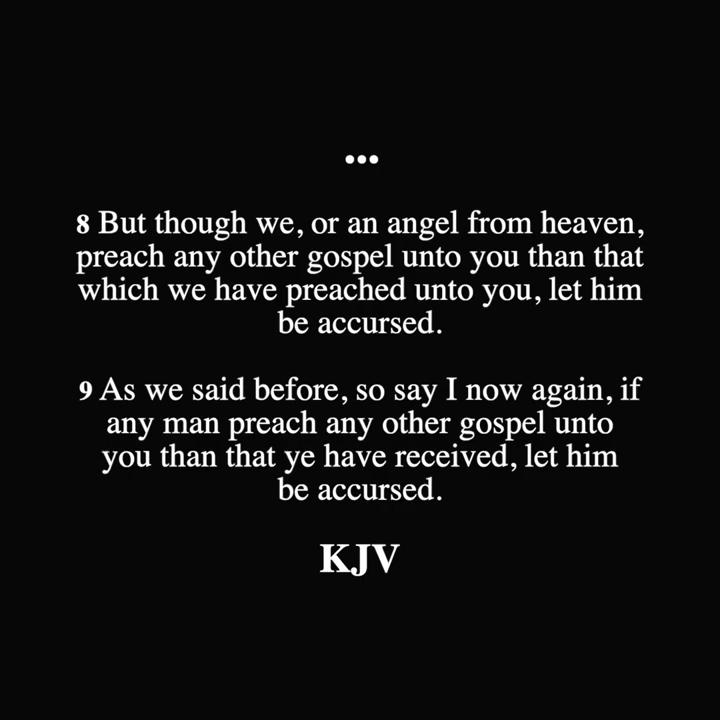 ...
8 But though we, or an angel from heaven,
preach any other gospel unto you than that
which we have preached unto you, let him
be accursed.
9 As we said before, so say I now again, if
any man preach any other gospel unto
you than that ye have received, let him
be accursed.
KJV